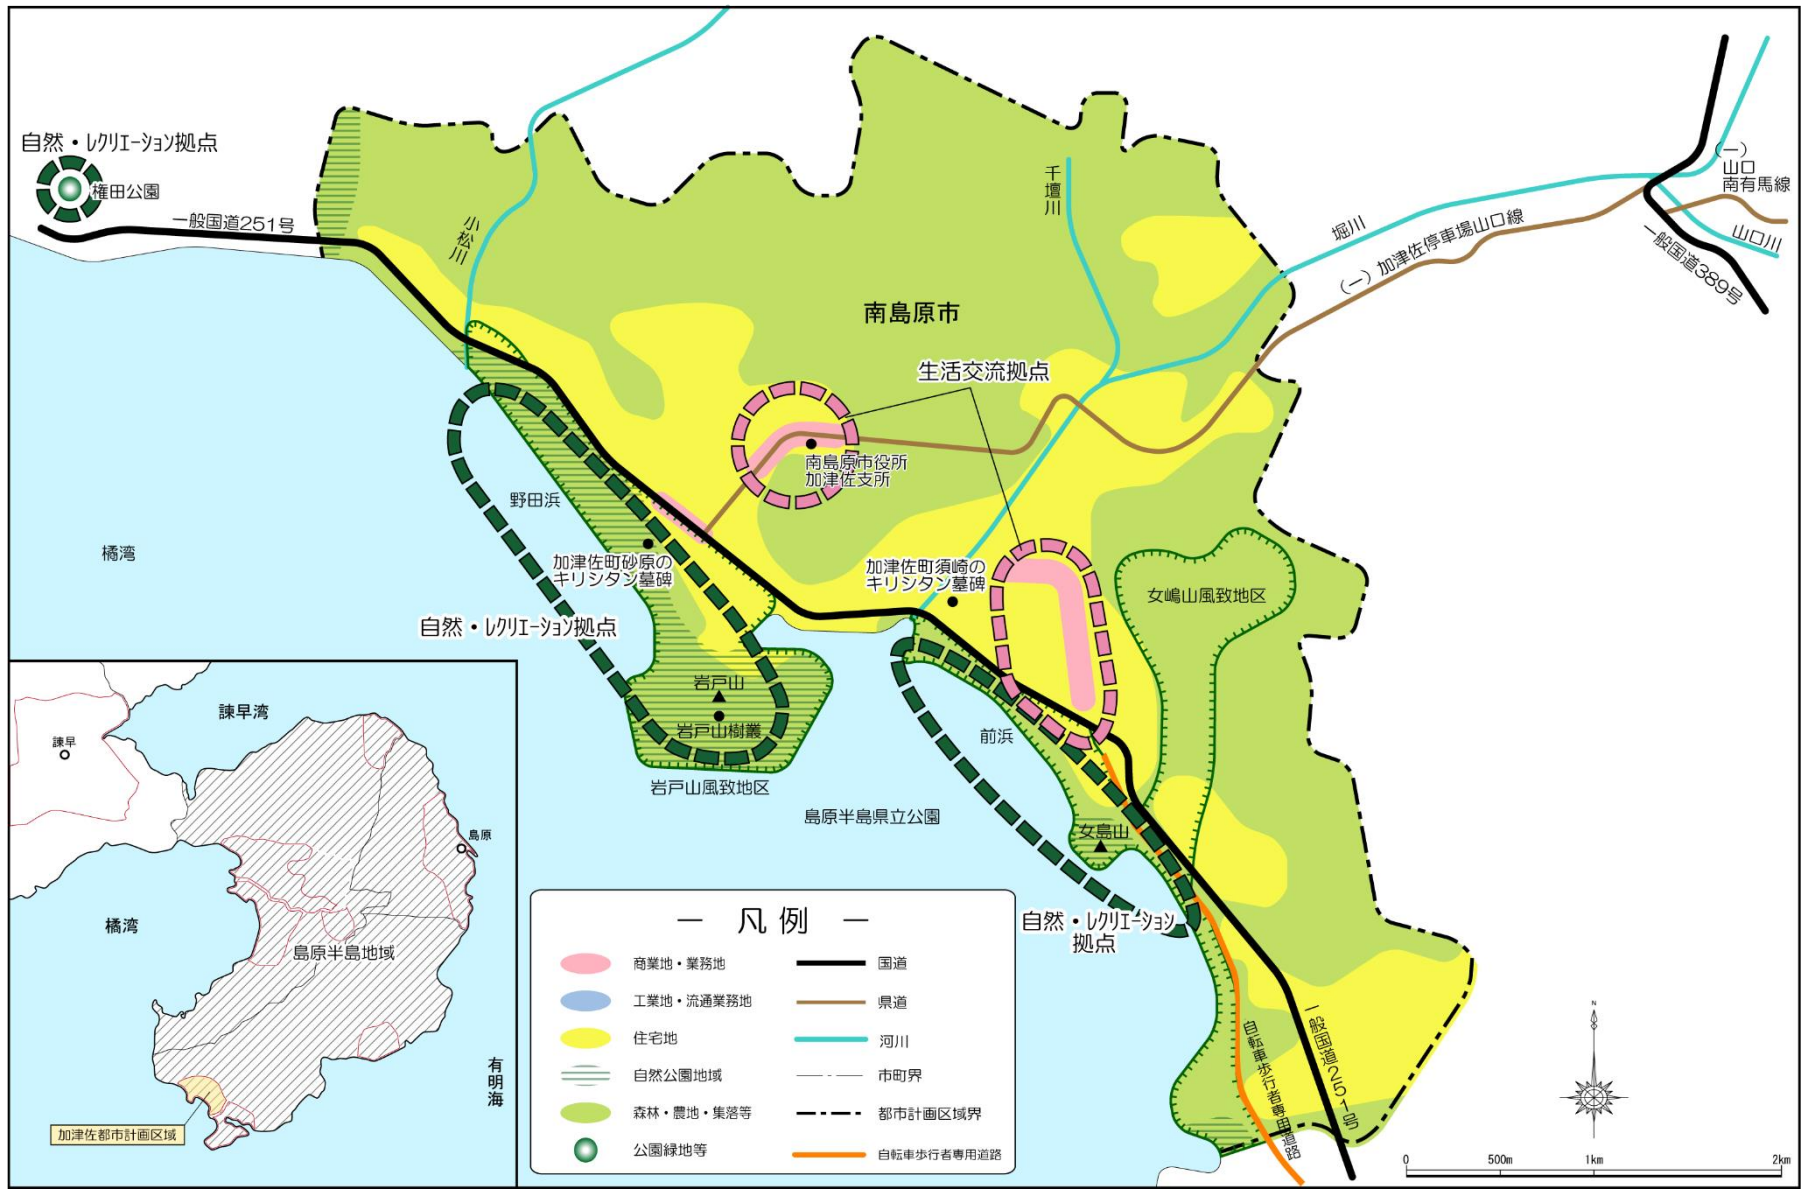 自然・レクリエーション拠点
権田公園
一般国道251号
小松川
千壇川
堀川
(一)加津佐停車場山口線
(一)
山口
南有馬線
山口川
一般国道389号
南島原市
生活交流拠点
南島原市役所
加津佐支所
野田浜
橘湾
加津佐町砂原の
キリシタン墓碑
加津佐町須崎の
キリシタン墓碑
女嶋山風致地区
自然・レクリエーション拠点
岩戸山
岩戸山樹叢
岩戸山風致地区
前浜
島原半島県立公園
女島山
自然・レクリエーション
拠点
自転車歩行者専用道路
一般国道251号
諫早湾
諫早
島原
橘湾
島原半島地域
有明海
加津佐都市計画区域
― 凡例 ―
商業地・業務地
国道
工業地・流通業務地
県道
住宅地
河川
自然公園地域
市町界
森林・農地・集落等
都市計画区域界
公園緑地等
自転車歩行者専用道路
N
0 500m 1km 2km